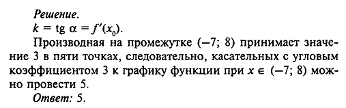 Решение.
k = tg α = f′(x₀).
Производная на промежутке (−7; 8) принимает значе-
ние 3 в пяти точках, следовательно, касательных с угловым
коэффициентом 3 к графику функции при x ∈ (−7; 8) мож-
но провести 5.
Ответ: 5.